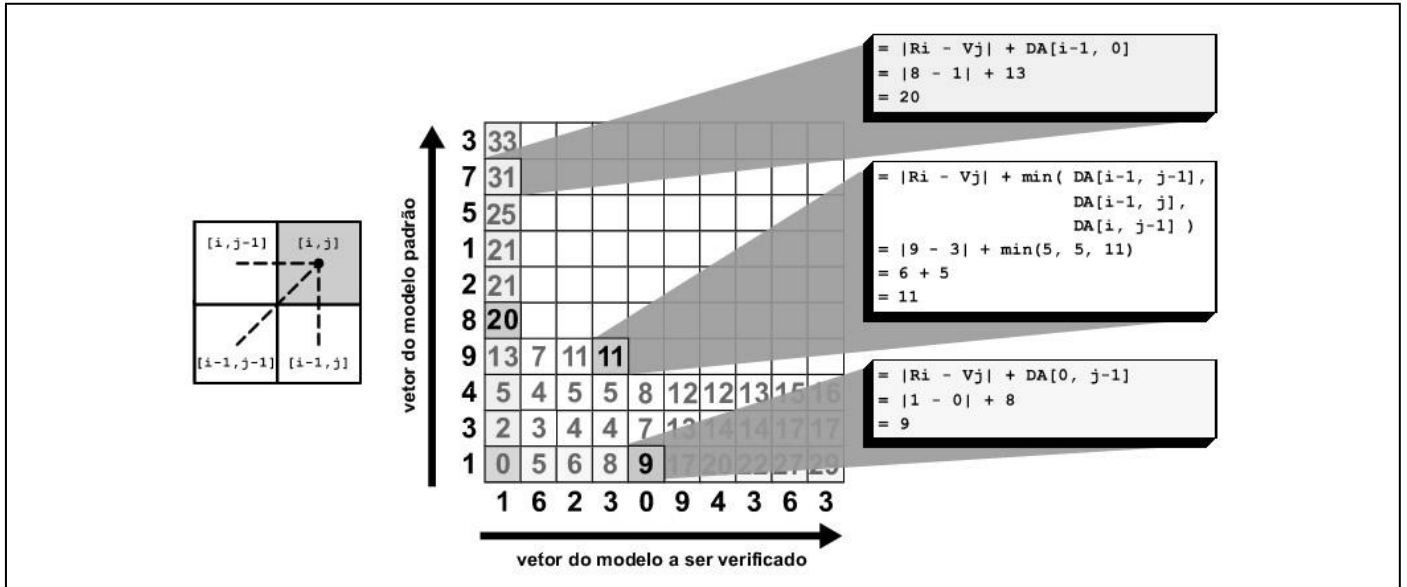 = |Ri - Vj| + DA[i-1, 0]
= |8 - 1| + 13
= 20
= |Ri - Vj| + min( DA[i-1, j-1],
DA[i-1, j],
DA[i, j-1] )
= |9 - 3| + min(5, 5, 11)
= 6 + 5
= 11
= |Ri - Vj| + DA[0, j-1]
= |1 - 0| + 8
= 9
[i,j-1] [i,j]
[i-1,j-1] [i-1,j]
vetor do modelo padrão
3 33
7 31
5 25
1 21
2 21
8 20
9 13 7 11 11
4 5 4 5 5 8 12 12 13 15 16
3 2 3 4 4 7 13 14 14 17 17
1 0 5 6 8 9 17 20 22 27 29
1 6 2 3 0 9 4 3 6 3
vetor do modelo a ser verificado